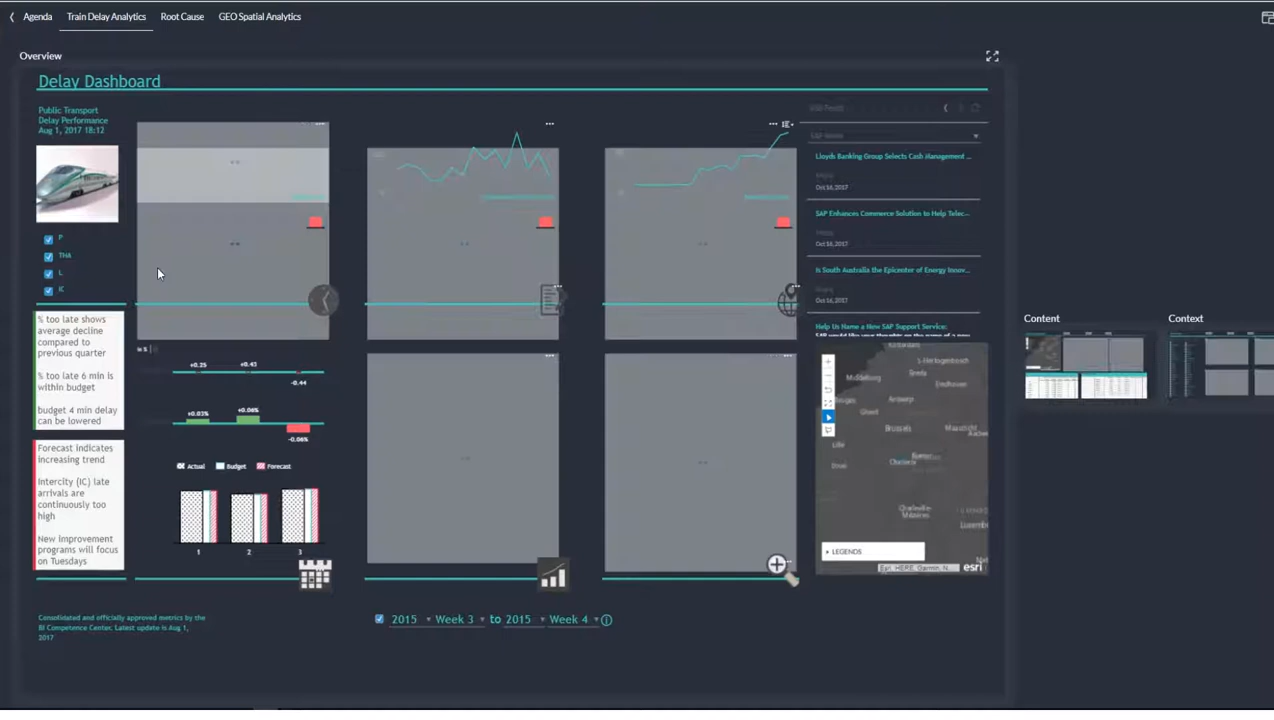 Agenda
Train Delay Analytics
Root Cause
GEO Spatial Analytics
Overview
Delay Dashboard
Public Transport
Delay Performance
Aug 1, 2017 18:12
P
THA
L
IC
% too late shows
average decline
compared to
previous quarter
% too late 6 min is
within budget
budget 4 min delay
can be lowered
Forecast indicates
increasing trend
Intercity (IC) late
arrivals are
continuously too
high
New improvement
programs will focus
on Tuesdays
+0.25
+0.43
-0.44
+0.06%
-0.06%
Actual
Budget
Forecast
1
2
3
SAP News
Lloyds Banking Group Selects Cash Management ...
Oct 16, 2017
SAP Enhances Commerce Solution to Help Telec...
Oct 16, 2017
Is South Australia the Epicenter of Energy Innov...
Oct 16, 2017
Help Us Name a New SAP Support Service:
Middelburg
Breda
Eindhoven
Antwerp
Ghent
Brussels
Lille
LEGENDS
Esri, HERE, Garmin, N...
esri
Content
Context
Consolidated and officially approved metrics by the
BI Competence Center. Latest update is Aug 1,
2017
2015 Week 3 to 2015 Week 4